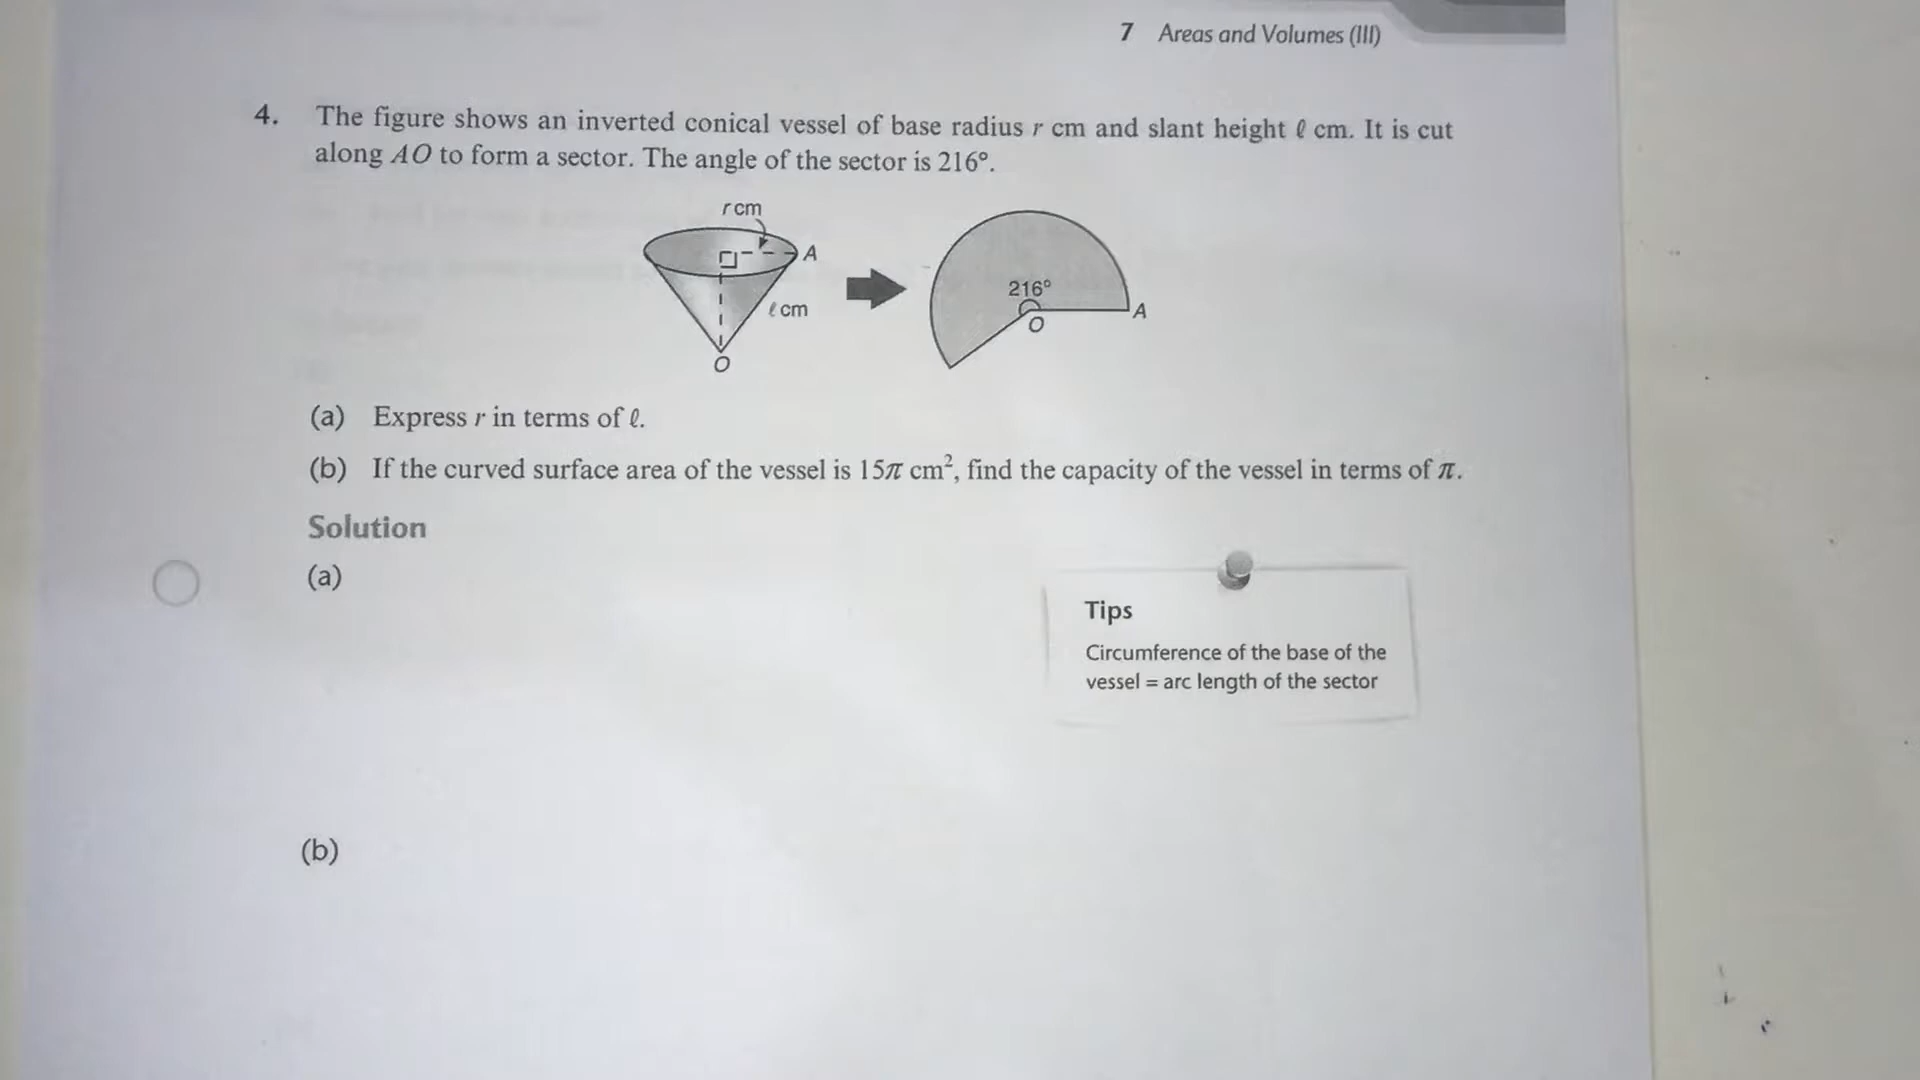 7 Areas and Volumes (III)
4. The figure shows an inverted conical vessel of base radius r cm and slant height ℓ cm. It is cut
along AO to form a sector. The angle of the sector is 216°.
r cm
A
ℓ cm
O
216°
O
A
(a) Express r in terms of ℓ.
(b) If the curved surface area of the vessel is 15π cm², find the capacity of the vessel in terms of π.
Solution
(a)
Tips
Circumference of the base of the
vessel = arc length of the sector
(b)